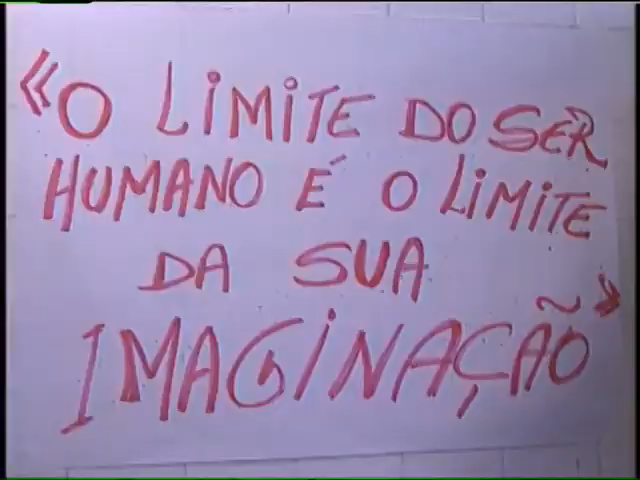 «O LIMITE DO SER
HUMANO É O LIMITE
DA SUA
IMAGINAÇÃO»